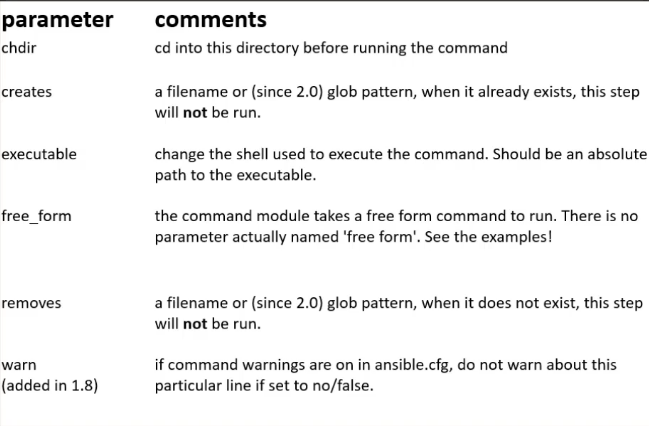 parameter comments
chdir cd into this directory before running the command
creates a filename or (since 2.0) glob pattern, when it already exists, this step
will not be run.
executable change the shell used to execute the command. Should be an absolute
path to the executable.
free_form the command module takes a free form command to run. There is no
parameter actually named 'free form'. See the examples!
removes a filename or (since 2.0) glob pattern, when it does not exist, this step
will not be run.
warn if command warnings are on in ansible.cfg, do not warn about this
(added in 1.8) particular line if set to no/false.